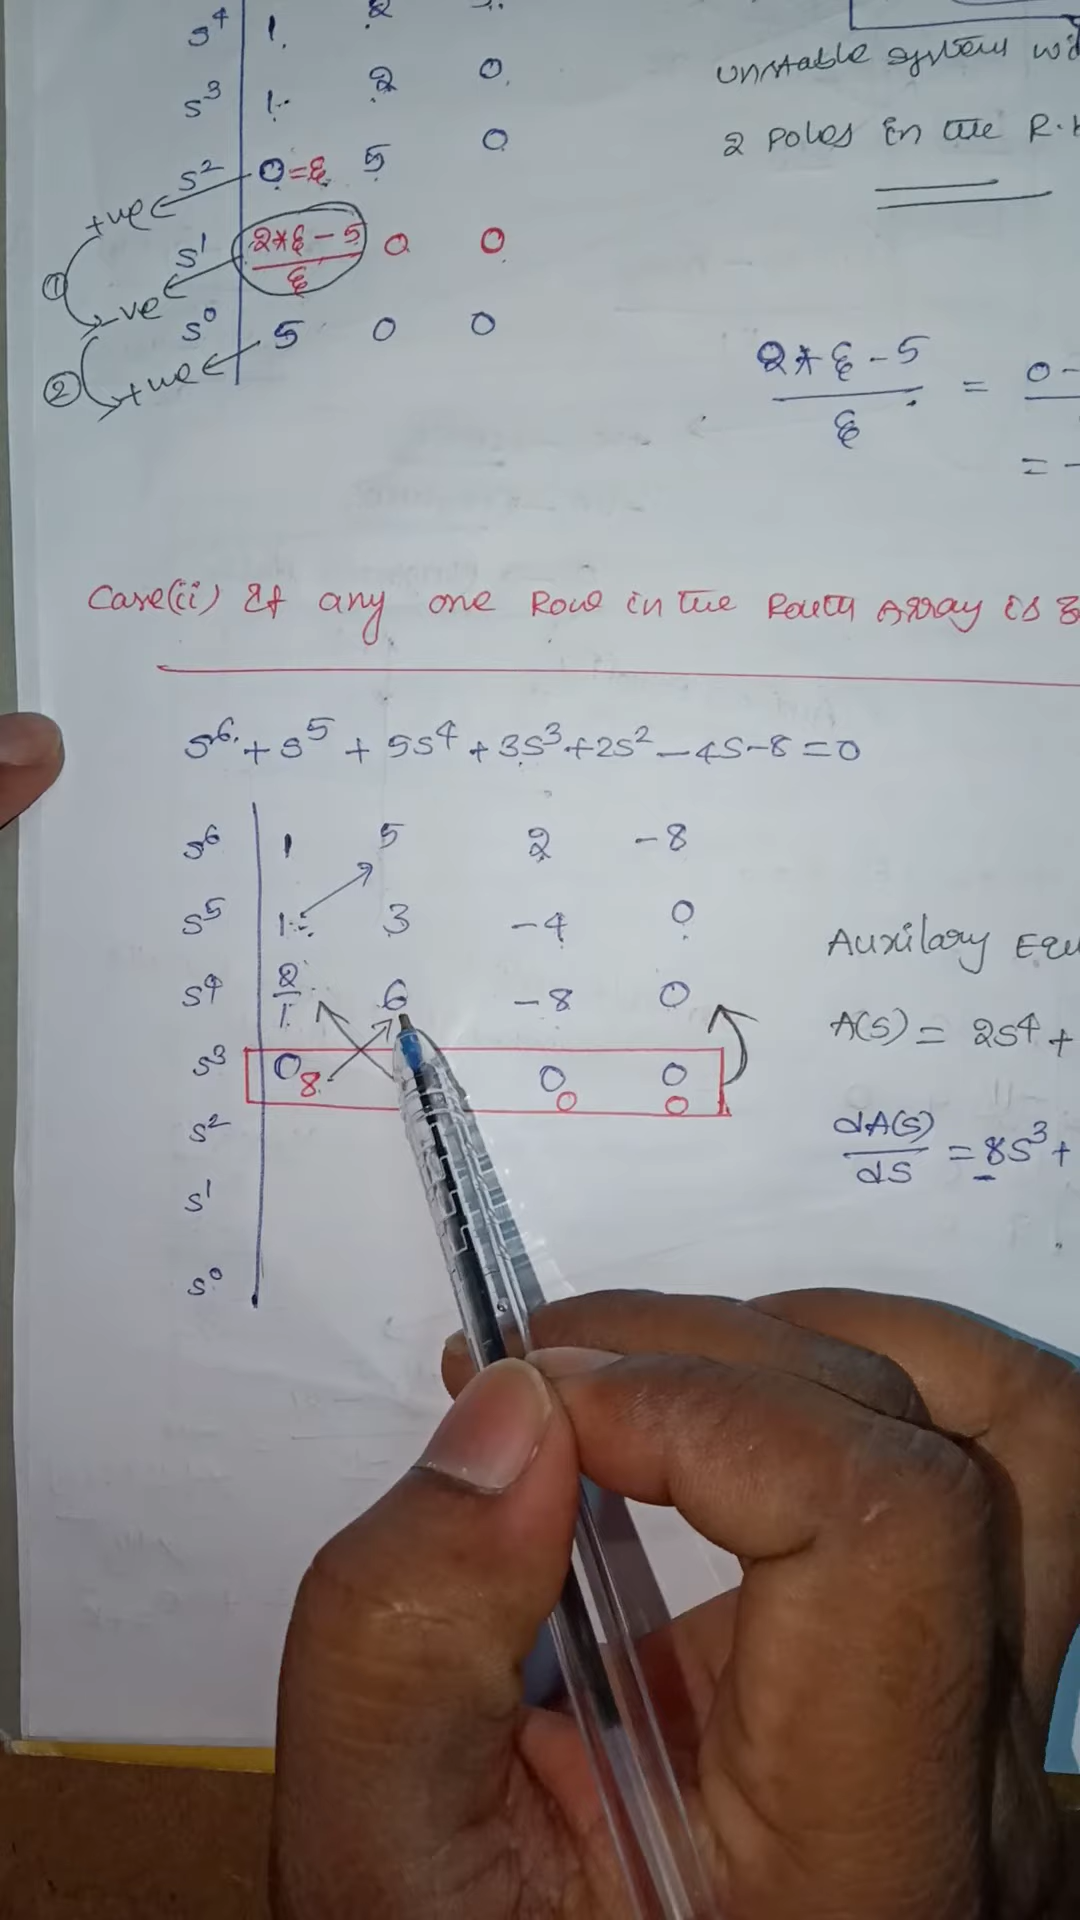 s⁴ 1 2
s³ 1 2 0
s² 0=ε 5 0
+ve
s¹ 2*ε-5 0 0
ε
①
-ve
s⁰ 5 0 0
② +ve
unstable system
2 Poles in the R.
2*ε-5 = 0-
ε
= -
Case(ii) If any one Row in the Routh Array is
s⁶ + s⁵ + 5s⁴ + 3s³ + 2s² - 4s - 8 = 0
s⁶ 1 5 2 -8
s⁵ 1 3 -4 0
s⁴ 2/1 6 -8 0
s³ 0 8 0 0 0 0
s²
s¹
s⁰
Auxilary
A(s) = 2s⁴ +
dA(s)/ds = 8s³ +